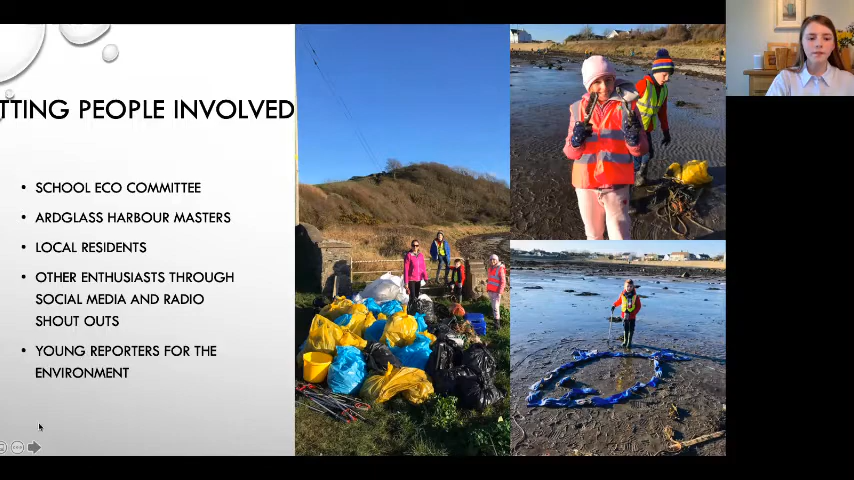 TTING PEOPLE INVOLVED
• SCHOOL ECO COMMITTEE
• ARDGLASS HARBOUR MASTERS
• LOCAL RESIDENTS
• OTHER ENTHUSIASTS THROUGH
SOCIAL MEDIA AND RADIO
SHOUT OUTS
• YOUNG REPORTERS FOR THE
ENVIRONMENT